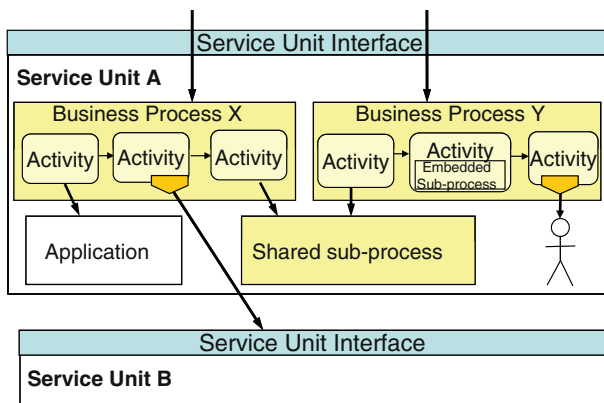 Service Unit Interface
Service Unit A
Business Process X
Activity
Activity
Activity
Business Process Y
Activity
Activity
Embedded
Sub-process
Activity
Application
Shared sub-process
Service Unit Interface
Service Unit B